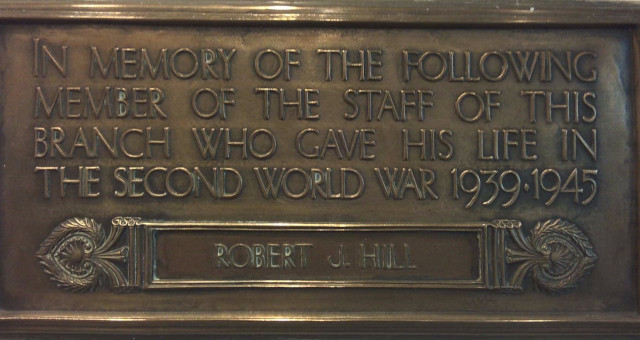 IN MEMORY OF THE FOLLOWING
MEMBER OF THE STAFF OF THIS
BRANCH WHO GAVE HIS LIFE IN
THE SECOND WORLD WAR 1939·1945
ROBERT J. HILL